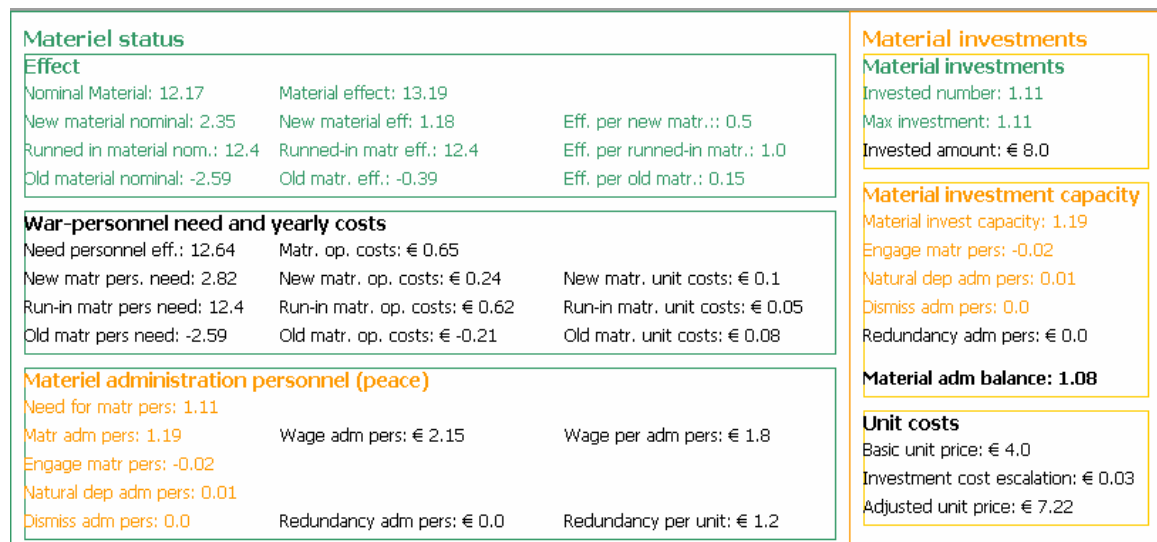 Materiel status
Effect
Nominal Material: 12.17 Material effect: 13.19
New material nominal: 2.35 New material eff: 1.18 Eff. per new matr.:: 0.5
Runned in material nom.: 12.4 Runned-in matr eff.: 12.4 Eff. per runned-in matr.: 1.0
Old material nominal: -2.59 Old matr. eff.: -0.39 Eff. per old matr.: 0.15
War-personnel need and yearly costs
Need personnel eff.: 12.64 Matr. op. costs: € 0.65
New matr pers. need: 2.82 New matr. op. costs: € 0.24 New matr. unit costs: € 0.1
Run-in matr pers need: 12.4 Run-in matr. op. costs: € 0.62 Run-in matr. unit costs: € 0.05
Old matr pers need: -2.59 Old matr. op. costs: € -0.21 Old matr. unit costs: € 0.08
Materiel administration personnel (peace)
Need for matr pers: 1.11
Matr adm pers: 1.19 Wage adm pers: € 2.15 Wage per adm pers: € 1.8
Engage matr pers: -0.02
Natural dep adm pers: 0.01
Dismiss adm pers: 0.0 Redundancy adm pers: € 0.0 Redundancy per unit: € 1.2
Material investments
Material investments
Invested number: 1.11
Max investment: 1.11
Invested amount: € 8.0
Material investment capacity
Material invest capacity: 1.19
Engage matr pers: -0.02
Natural dep adm pers: 0.01
Dismiss adm pers: 0.0
Redundancy adm pers: € 0.0
Material adm balance: 1.08
Unit costs
Basic unit price: € 4.0
Investment cost escalation: € 0.03
Adjusted unit price: € 7.22